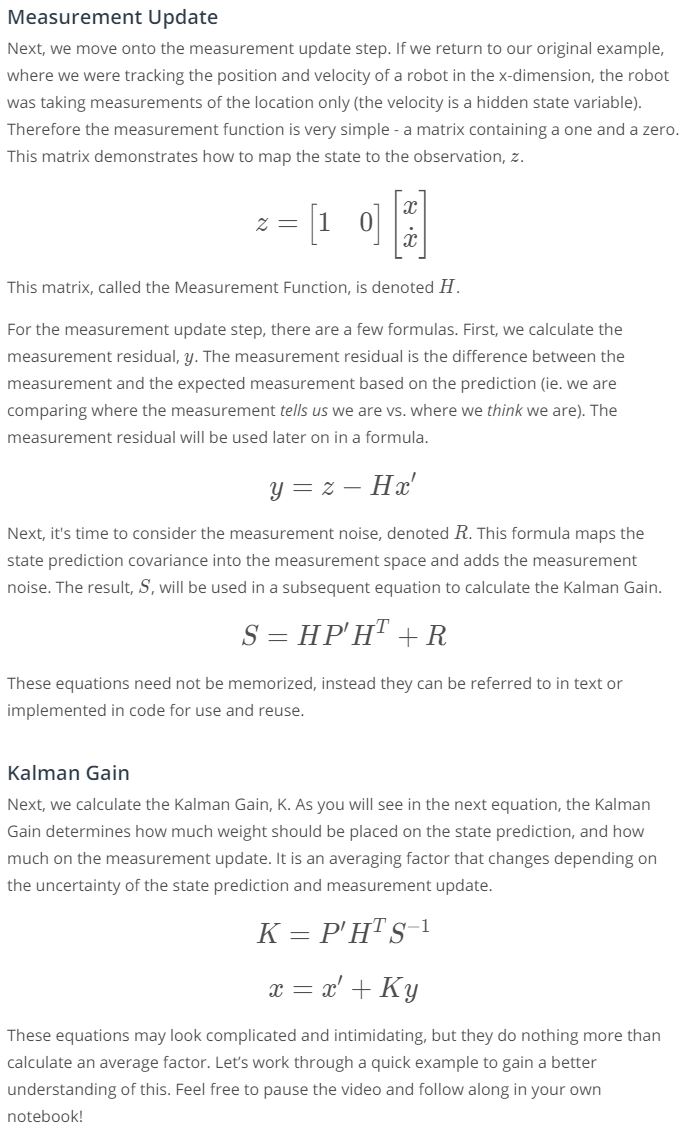 Measurement Update
Next, we move onto the measurement update step. If we return to our original example,
where we were tracking the position and velocity of a robot in the x-dimension, the robot
was taking measurements of the location only (the velocity is a hidden state variable).
Therefore the measurement function is very simple - a matrix containing a one and a zero.
This matrix demonstrates how to map the state to the observation, z.
z = [1 0] [x ẋ]
This matrix, called the Measurement Function, is denoted H.
For the measurement update step, there are a few formulas. First, we calculate the
measurement residual, y. The measurement residual is the difference between the
measurement and the expected measurement based on the prediction (ie. we are
comparing where the measurement tells us we are vs. where we think we are). The
measurement residual will be used later on in a formula.
y = z − Hx′
Next, it's time to consider the measurement noise, denoted R. This formula maps the
state prediction covariance into the measurement space and adds the measurement
noise. The result, S, will be used in a subsequent equation to calculate the Kalman Gain.
S = HP′Hᵀ + R
These equations need not be memorized, instead they can be referred to in text or
implemented in code for use and reuse.
Kalman Gain
Next, we calculate the Kalman Gain, K. As you will see in the next equation, the Kalman
Gain determines how much weight should be placed on the state prediction, and how
much on the measurement update. It is an averaging factor that changes depending on
the uncertainty of the state prediction and measurement update.
K = P′HᵀS⁻¹
x = x′ + Ky
These equations may look complicated and intimidating, but they do nothing more than
calculate an average factor. Let’s work through a quick example to gain a better
understanding of this. Feel free to pause the video and follow along in your own
notebook!